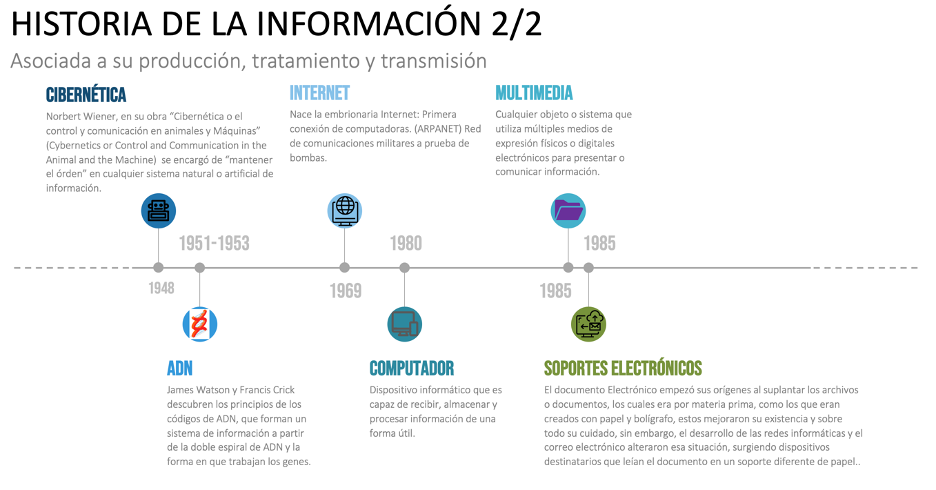 HISTORIA DE LA INFORMACIÓN 2/2
Asociada a su producción, tratamiento y transmisión
CIBERNÉTICA
Norbert Wiener, en su obra “Cibernética o el
control y comunicación en animales y Máquinas”
(Cybernetics or Control and Communication in the
Animal and the Machine) se encargó de “mantener
el órden” en cualquier sistema natural o artificial de
información.
INTERNET
Nace la embrionaria Internet: Primera
conexión de computadoras. (ARPANET) Red
de comunicaciones militares a prueba de
bombas.
MULTIMEDIA
Cualquier objeto o sistema que
utiliza múltiples medios de
expresión físicos o digitales
electrónicos para presentar o
comunicar información.
1951-1953
1980
1985
1948
1969
1985
ADN
James Watson y Francis Crick
descubren los principios de los
códigos de ADN, que forman un
sistema de información a partir
de la doble espiral de ADN y la
forma en que trabajan los genes.
COMPUTADOR
Dispositivo informático que es
capaz de recibir, almacenar y
procesar información de una
forma útil.
SOPORTES ELECTRÓNICOS
El documento Electrónico empezó sus orígenes al suplantar los archivos
o documentos, los cuales era por materia prima, como los que eran
creados con papel y bolígrafo, estos mejoraron su existencia y sobre
todo su cuidado, sin embargo, el desarrollo de las redes informáticas y el
correo electrónico alteraron esa situación, surgiendo dispositivos
destinatarios que leían el documento en un soporte diferente de papel..